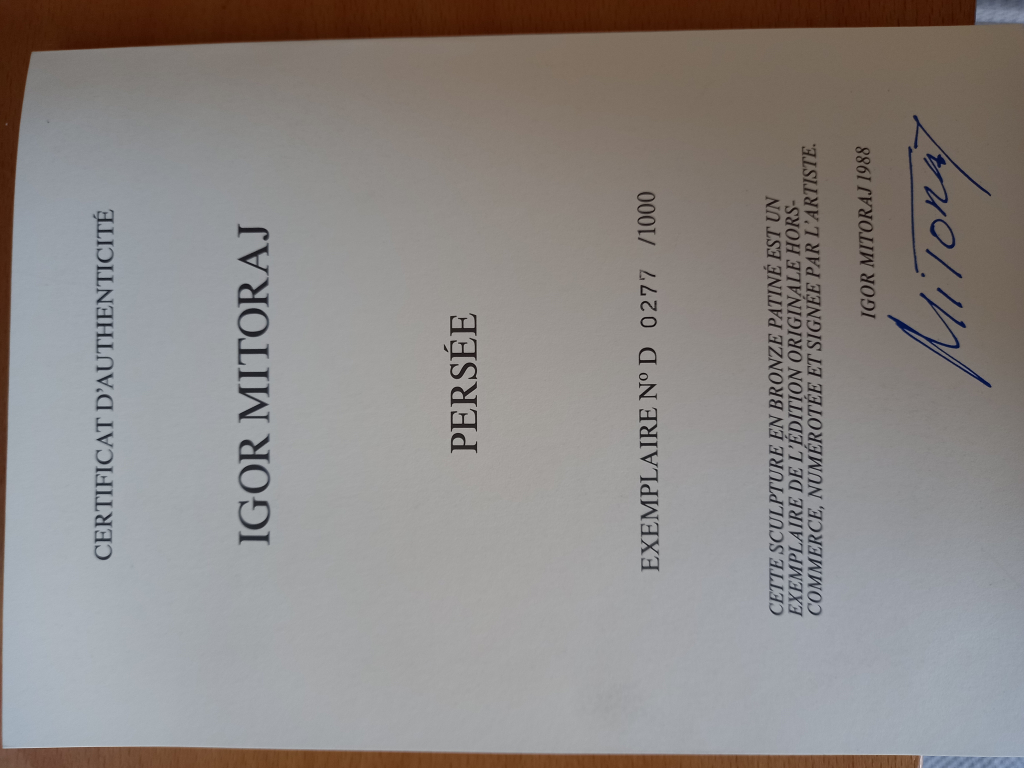 CERTIFICAT D'AUTHENTICITÉ
IGOR MITORAJ
PERSÉE
EXEMPLAIRE Nº D 0277 /1000
CETTE SCULPTURE EN BRONZE PATINÉ EST UN
EXEMPLAIRE DE L'ÉDITION ORIGINALE HORS-
COMMERCE, NUMÉROTÉE ET SIGNÉE PAR L'ARTISTE.
IGOR MITORAJ 1988
MITORAJ